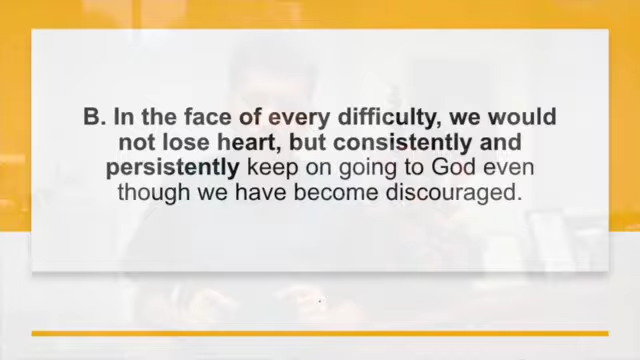 B. In the face of every difficulty, we would
not lose heart, but consistently and
persistently keep on going to God even
though we have become discouraged.